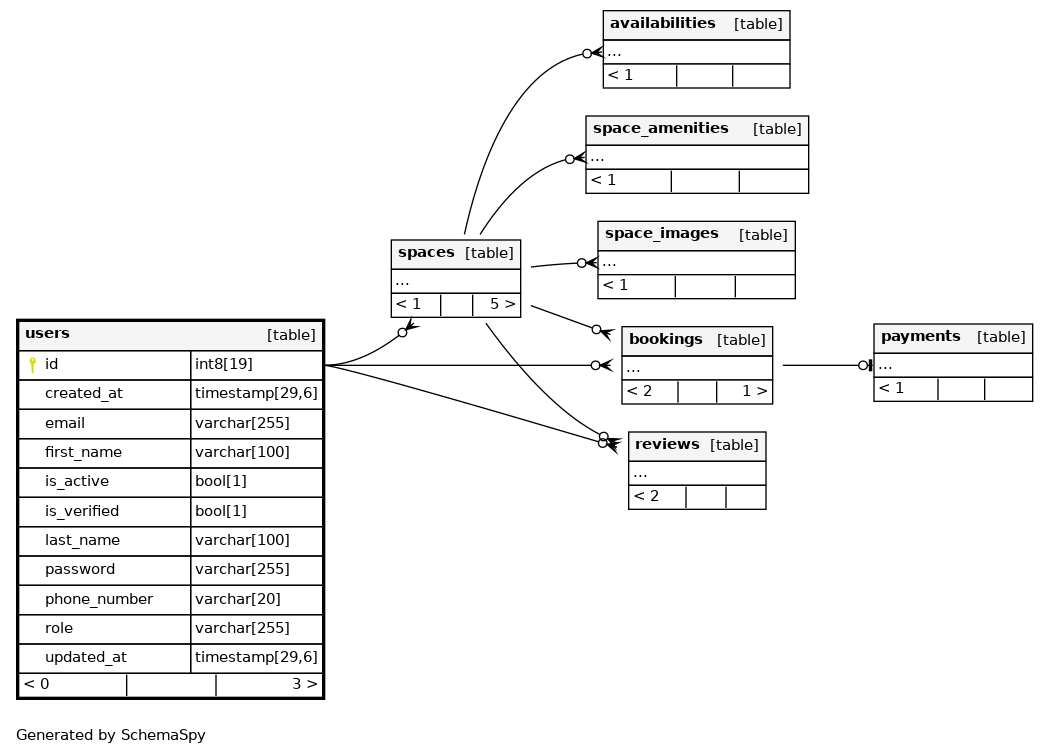 availabilities [table]
...
< 1
space_amenities [table]
...
< 1
space_images [table]
...
< 1
spaces [table]
...
< 1 5 >
bookings [table]
...
< 2 1 >
payments [table]
...
< 1
reviews [table]
...
< 2
users [table]
id int8[19]
created_at timestamp[29,6]
email varchar[255]
first_name varchar[100]
is_active bool[1]
is_verified bool[1]
last_name varchar[100]
password varchar[255]
phone_number varchar[20]
role varchar[255]
updated_at timestamp[29,6]
< 0 3 >
Generated by SchemaSpy